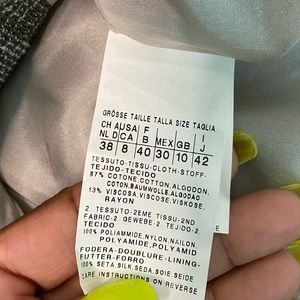 GRÖSSE TAILLE TALLA SIZE TAGLIA
CH AUSA F I
NL D CA B MEX GB J
38 8 40 30 10 42
TESSUTO-TISSU-CLOTH-STOFF-
TEJIDO-TECIDO
87% COTONE, COTTON, ALGODON,
COTON, BAUMWOLLE, ALGODAO
13% VISCOSA, VISCOSE, VISKOSE,
RAYON
2 TESSUTO-2EME TISSU-2ND
FABRIC-2. GEWEBE-2. TEJIDO-2.
TECIDO
100% POLIAMMIDE, NYLON, NAILON,
POLYAMIDE, POLYAMID
FODERA-DOUBLURE-LINING-
FUTTER-FORRO
100% SETA, SILK, SEDA, SOIE, SEIDE
CARE INSTRUCTIONS ON REVERSE